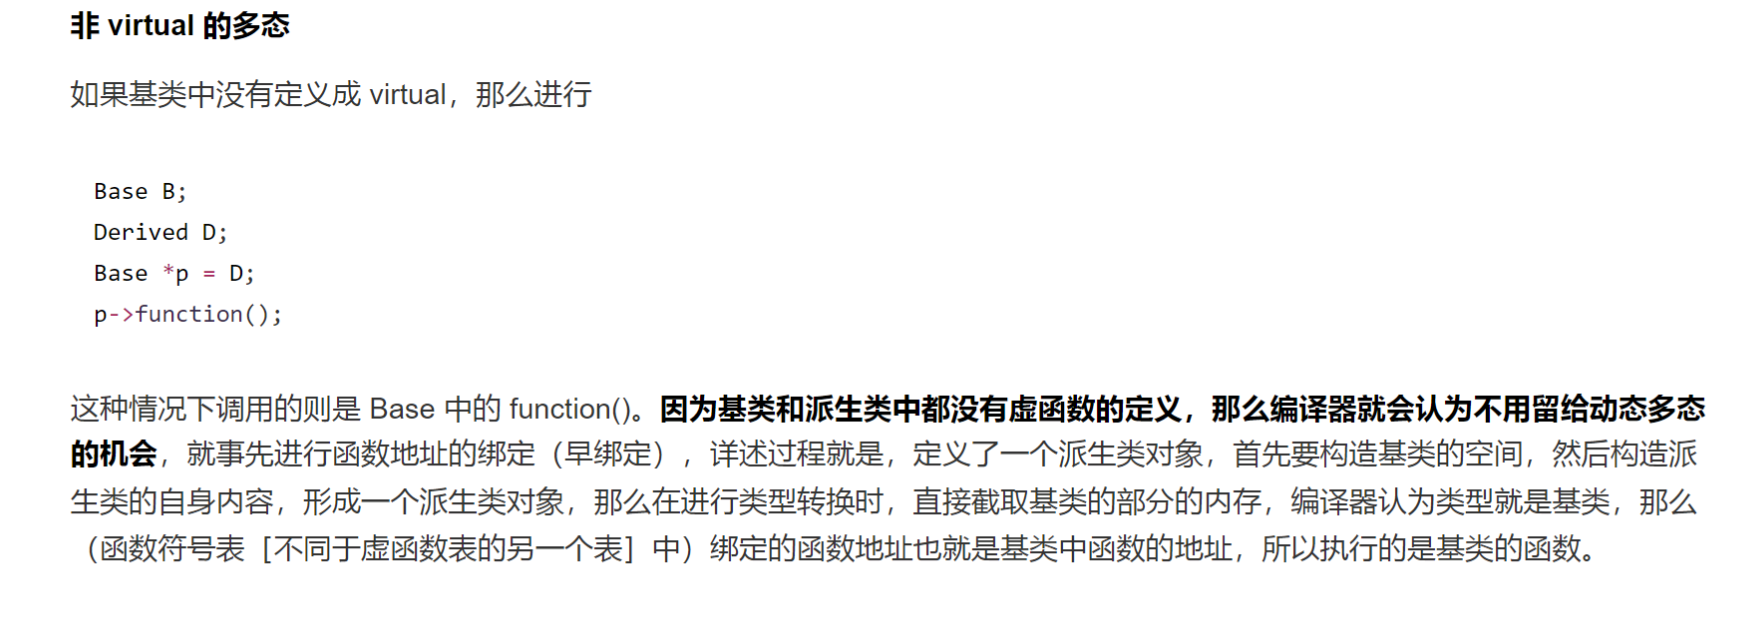 非 virtual 的多态
如果基类中没有定义成 virtual，那么进行
Base B;
Derived D;
Base *p = D;
p->function();
这种情况下调用的则是 Base 中的 function()。因为基类和派生类中都没有虚函数的定义，那么编译器就会认为不用留给动态多态
的机会，就事先进行函数地址的绑定（早绑定），详述过程就是，定义了一个派生类对象，首先要构造基类的空间，然后构造派
生类的自身内容，形成一个派生类对象，那么在进行类型转换时，直接截取基类的部分的内存，编译器认为类型就是基类，那么
（函数符号表［不同于虚函数表的另一个表］中）绑定的函数地址也就是基类中函数的地址，所以执行的是基类的函数。